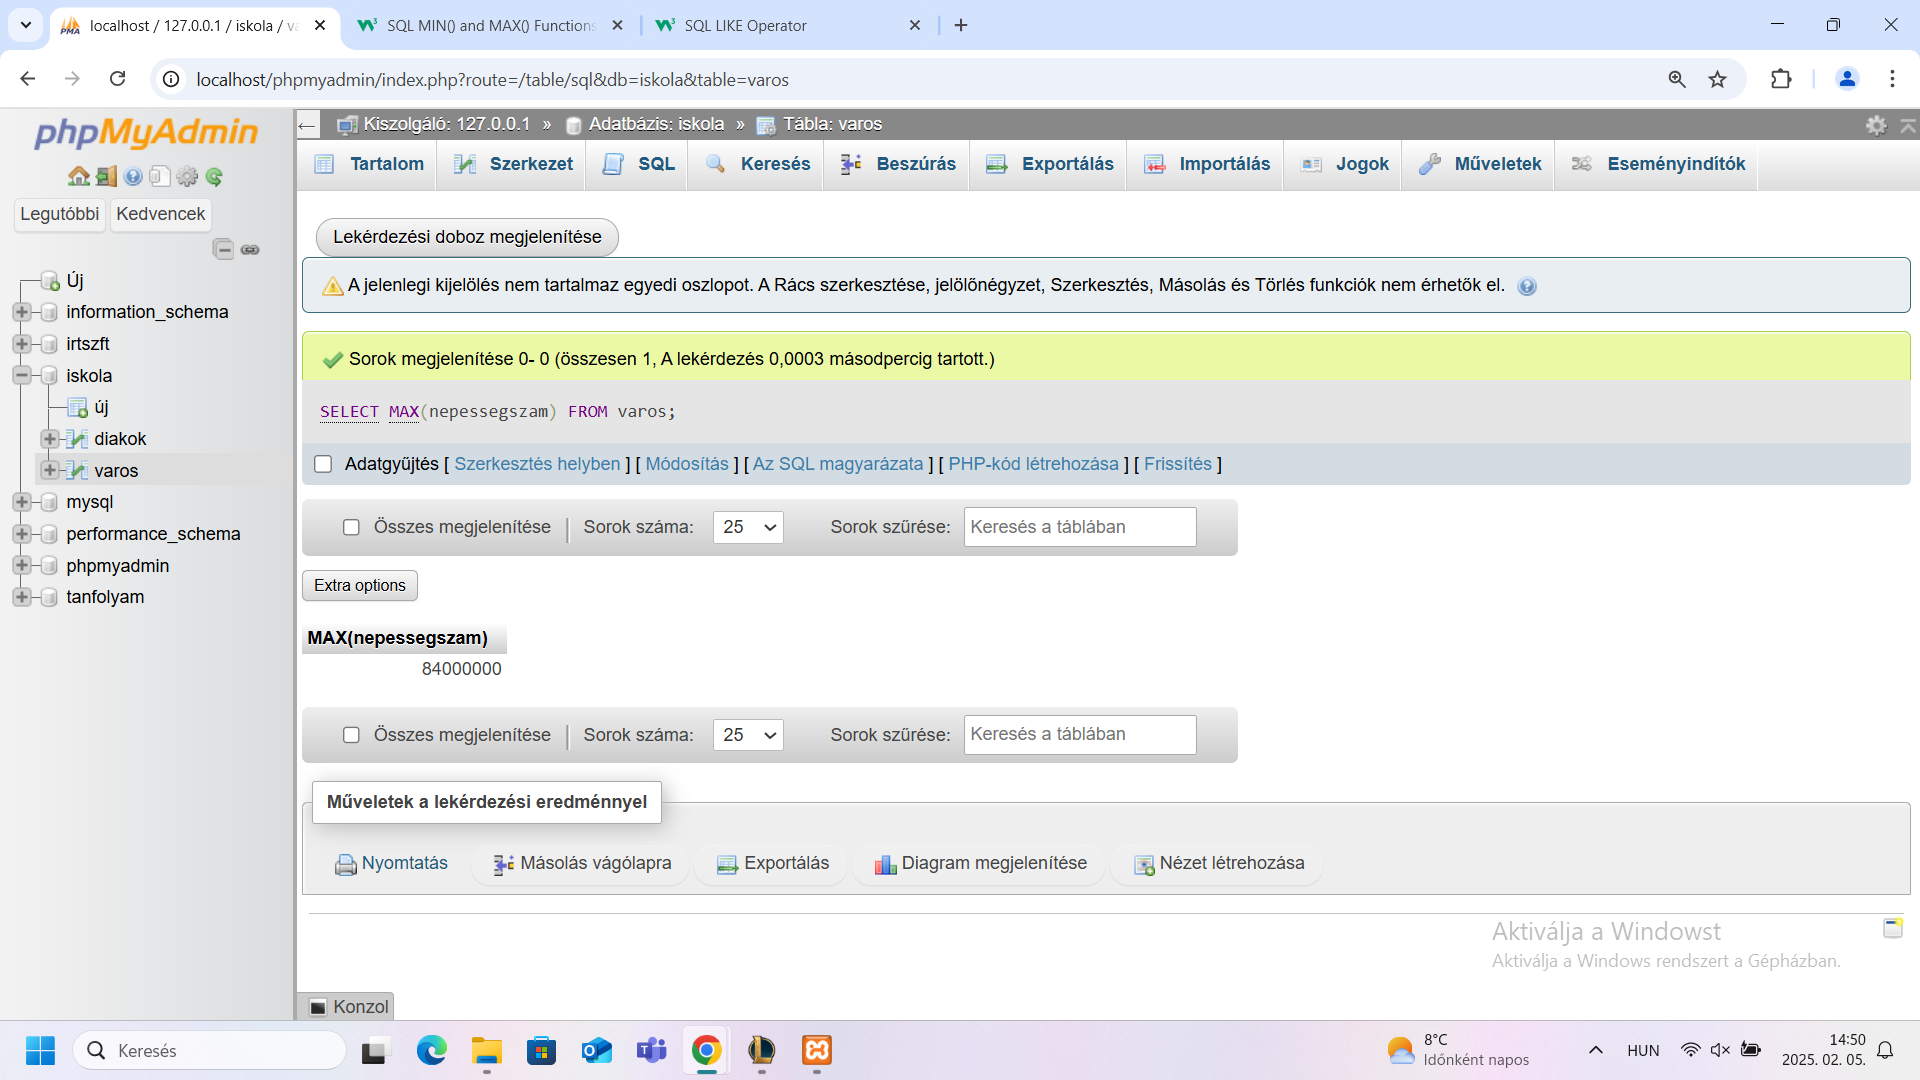 localhost / 127.0.0.1 / iskola / va
SQL MIN() and MAX() Functions
SQL LIKE Operator
localhost/phpmyadmin/index.php?route=/table/sql&db=iskola&table=varos
phpMyAdmin
Legutóbbi
Kedvencek
Új
information_schema
irtszft
iskola
új
diakok
varos
mysql
performance_schema
phpmyadmin
tanfolyam
Kiszolgáló: 127.0.0.1 » Adatbázis: iskola » Tábla: varos
Tartalom
Szerkezet
SQL
Keresés
Beszúrás
Exportálás
Importálás
Jogok
Műveletek
Eseményindítók
Lekérdezési doboz megjelenítése
A jelenlegi kijelölés nem tartalmaz egyedi oszlopot. A Rács szerkesztése, jelölőnégyzet, Szerkesztés, Másolás és Törlés funkciók nem érhetők el.
Sorok megjelenítése 0- 0 (összesen 1, A lekérdezés 0,0003 másodpercig tartott.)
SELECT MAX(nepessegszam) FROM varos;
Adatgyűjtés [ Szerkesztés helyben ] [ Módosítás ] [ Az SQL magyarázata ] [ PHP-kód létrehozása ] [ Frissítés ]
Összes megjelenítése
Sorok száma:
25
Sorok szűrése:
Keresés a táblában
Extra options
MAX(nepessegszam)
84000000
Összes megjelenítése
Sorok száma:
25
Sorok szűrése:
Keresés a táblában
Műveletek a lekérdezési eredménnyel
Nyomtatás
Másolás vágólapra
Exportálás
Diagram megjelenítése
Nézet létrehozása
Aktiválja a Windowst
Aktiválja a Windows rendszert a Gépházban.
Konzol
Keresés
8°C
Időnként napos
HUN
14:50
2025. 02. 05.